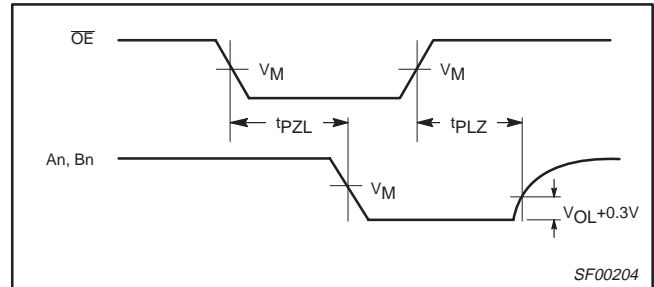 OE
VM
VM
tPZL
tPLZ
An, Bn
VM
VOL+0.3V
SF00204